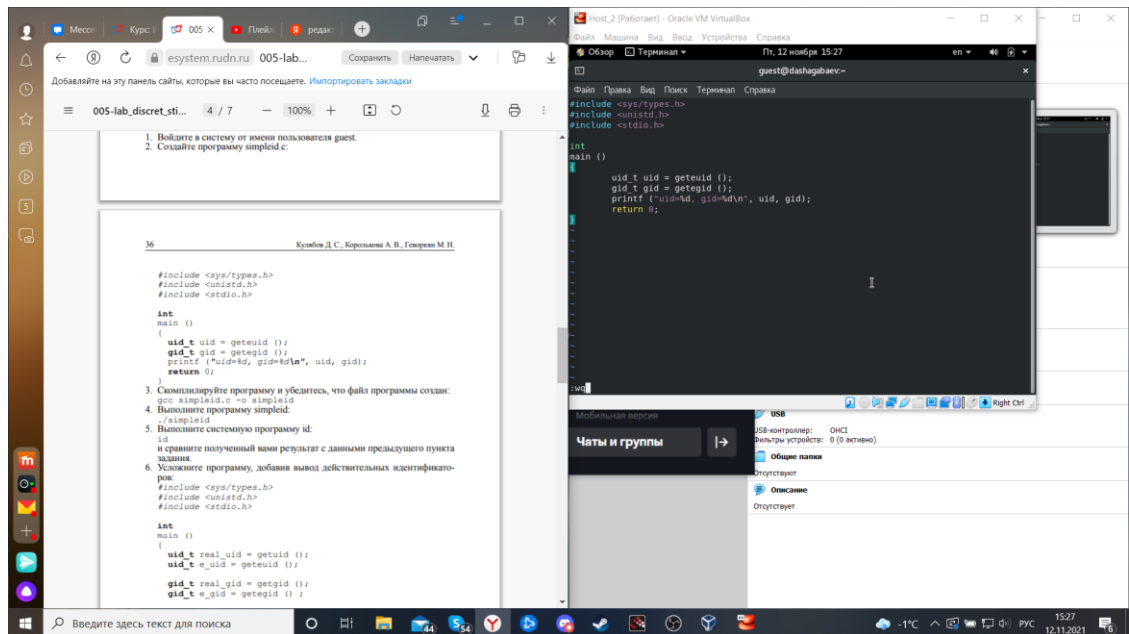 Мессе
Курс:
005
Плейл
редак
esystem.rudn.ru 005-lab...
Сохранить
Напечатать
Добавляйте на эту панель сайты, которые вы часто посещаете. Импортировать закладки
005-lab_discret_sti...
4 / 7
100%
1. Войдите в систему от имени пользователя guest.
2. Создайте программу simpleid.c:
36
Кулябов Д. С., Королькова А. В., Геворкян М. Н.
#include <sys/types.h>
#include <unistd.h>
#include <stdio.h>
int
main ()
{
uid_t uid = geteuid ();
gid_t gid = getegid ();
printf ("uid=%d, gid=%d\n", uid, gid);
return 0;
}
3. Скомплилируйте программу и убедитесь, что файл программы создан:
gcc simpleid.c -o simpleid
4. Выполните программу simpleid:
./simpleid
5. Выполните системную программу id:
id
и сравните полученный вами результат с данными предыдущего пункта
задания.
6. Усложните программу, добавив вывод действительных идентификато-
ров:
#include <sys/types.h>
#include <unistd.h>
#include <stdio.h>
int
main ()
{
uid_t real_uid = getuid ();
uid_t e_uid = geteuid ();
gid_t real_gid = getgid ();
gid_t e_gid = getegid () ;
Host_2 [Работает] - Oracle VM VirtualBox
Файл Машина Вид Ввод Устройства Справка
Обзор
Терминал
Пт, 12 ноября 15:27
en
guest@dashagabaev:~
Файл Правка Вид Поиск Терминал Справка
#include <sys/types.h>
#include <unistd.h>
#include <stdio.h>
int
main ()
{
uid_t uid = geteuid ();
gid_t gid = getegid ();
printf ("uid=%d, gid=%d\n", uid, gid);
return 0;
}
~
~
~
~
~
~
~
~
~
~
~
~
~
:wq
Right Ctrl
Мобильная версия
Чаты и группы
USB
USB-контроллер: OHCI
Фильтры устройств: 0 (0 активно)
Общие папки
Отсутствуют
Описание
Отсутствует
Введите здесь текст для поиска
44
54
-1°C
РУС
15:27
12.11.2021
6